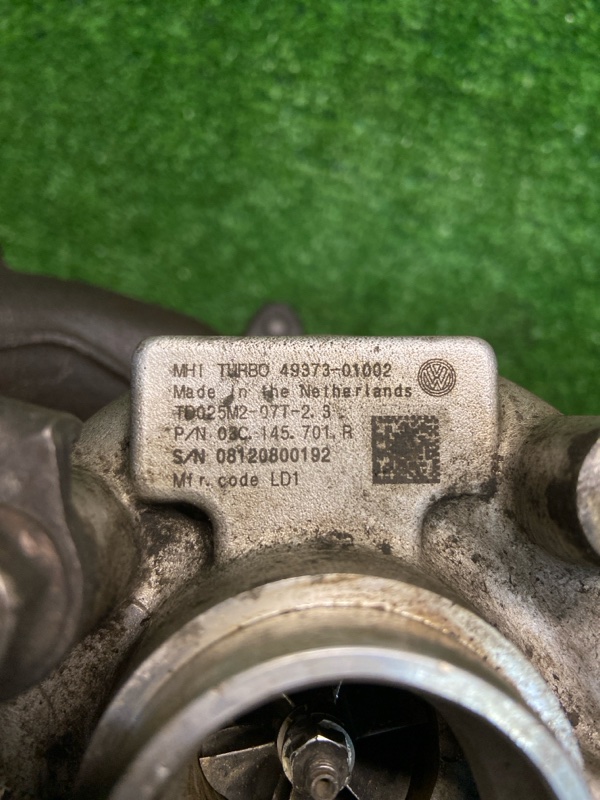 MHI TURBO 49373-01002
Made in the Netherlands
TD025M2-07T-2.3
P/N 03C.145.701.R
S/N 08120800192
Mfr. code LD1